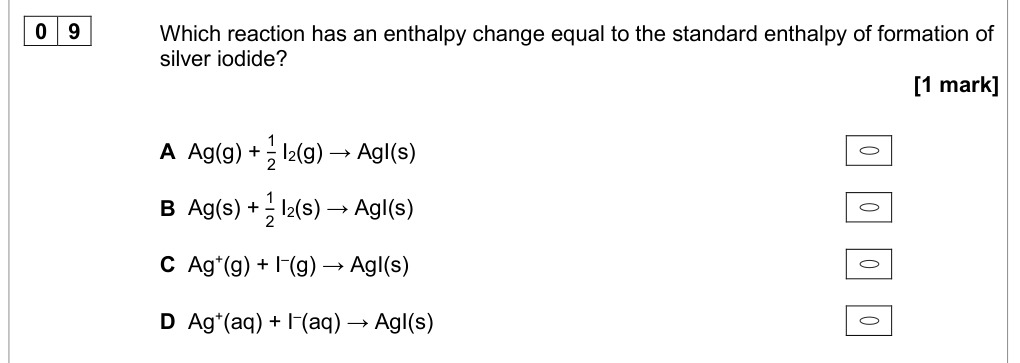 0 9
Which reaction has an enthalpy change equal to the standard enthalpy of formation of
silver iodide?
[1 mark]
A Ag(g) + 1/2 I₂(g) → AgI(s)
B Ag(s) + 1/2 I₂(s) → AgI(s)
C Ag⁺(g) + I⁻(g) → AgI(s)
D Ag⁺(aq) + I⁻(aq) → AgI(s)